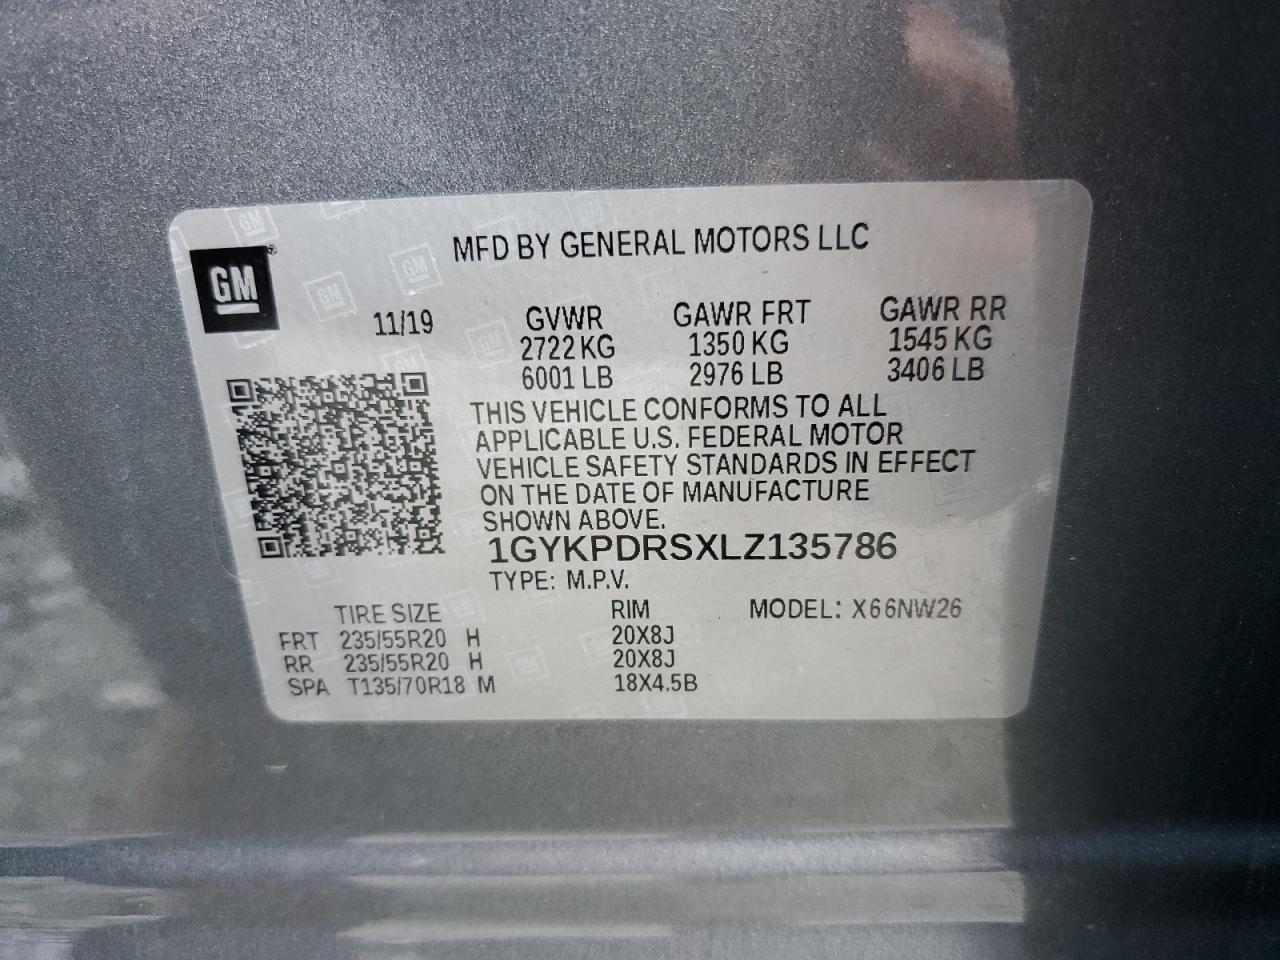 MFD BY GENERAL MOTORS LLC
GM
11/19 GVWR GAWR FRT GAWR RR
2722 KG 1350 KG 1545 KG
6001 LB 2976 LB 3406 LB
THIS VEHICLE CONFORMS TO ALL
APPLICABLE U.S. FEDERAL MOTOR
VEHICLE SAFETY STANDARDS IN EFFECT
ON THE DATE OF MANUFACTURE
SHOWN ABOVE.
1GYKPDRSXLZ135786
TYPE: M.P.V.
TIRE SIZE RIM MODEL: X66NW26
FRT 235/55R20 H 20X8J
RR 235/55R20 H 20X8J
SPA T135/70R18 M 18X4.5B